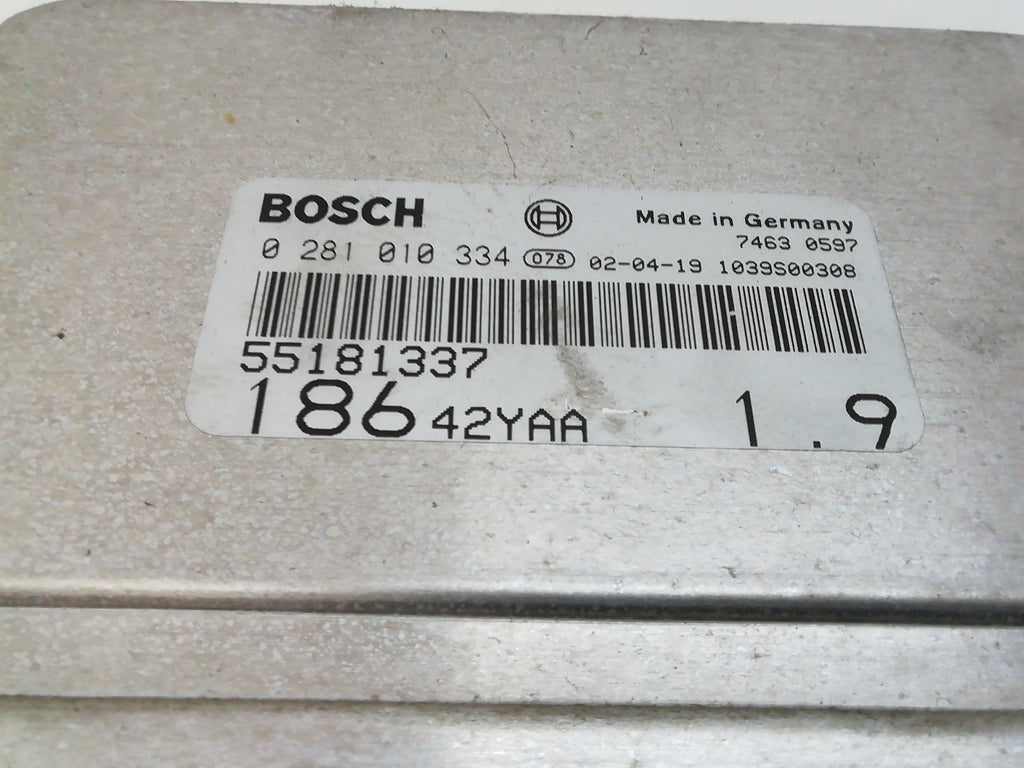 BOSCH
Made in Germany
7463 0597
0 281 010 334 078 02-04-19 1039S00308
55181337
186 42YAA 1.9